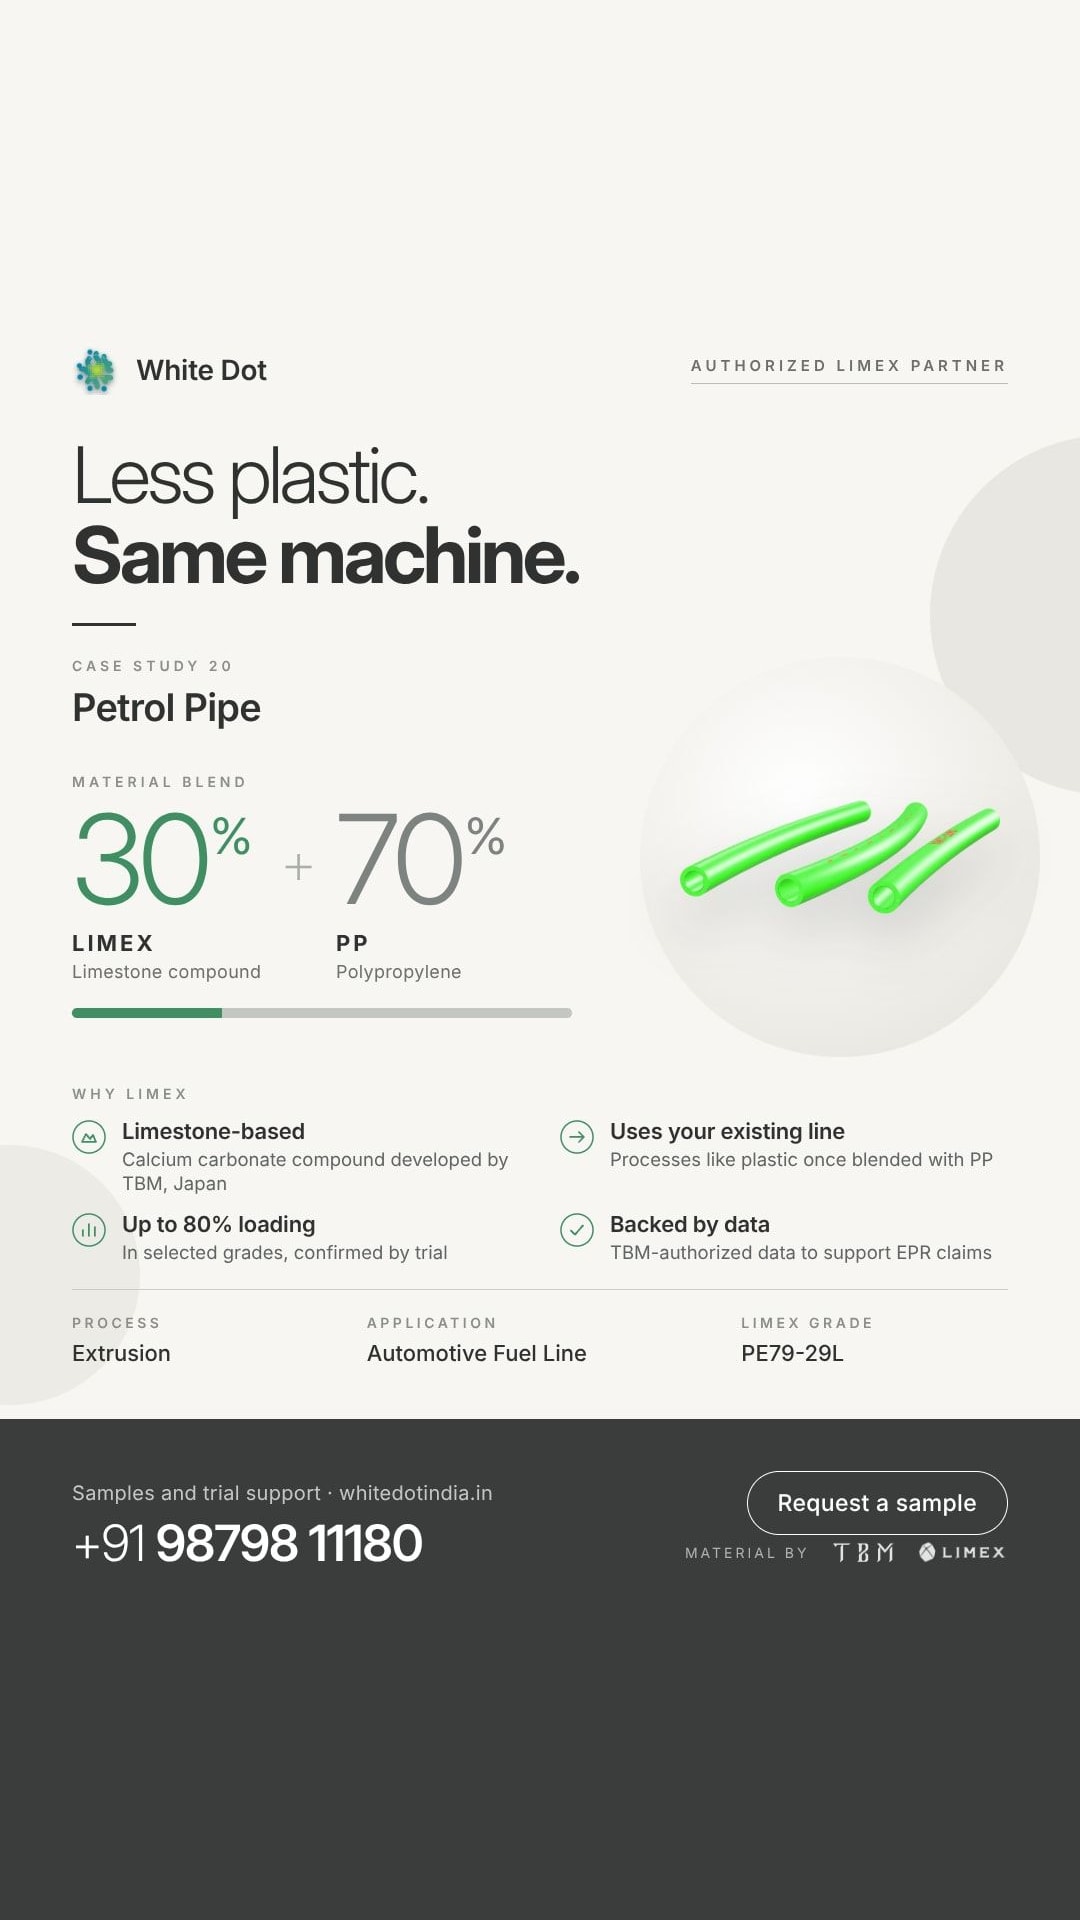 White Dot
AUTHORIZED LIMEX PARTNER
Less plastic.
Same machine.
CASE STUDY 20
Petrol Pipe
MATERIAL BLEND
30% + 70%
LIMEX
Limestone compound
PP
Polypropylene
WHY LIMEX
Limestone-based
Calcium carbonate compound developed by
TBM, Japan
Uses your existing line
Processes like plastic once blended with PP
Up to 80% loading
In selected grades, confirmed by trial
Backed by data
TBM-authorized data to support EPR claims
PROCESS
Extrusion
APPLICATION
Automotive Fuel Line
LIMEX GRADE
PE79-29L
Samples and trial support · whitedotindia.in
+91 98798 11180
Request a sample
MATERIAL BY TBM LIMEX